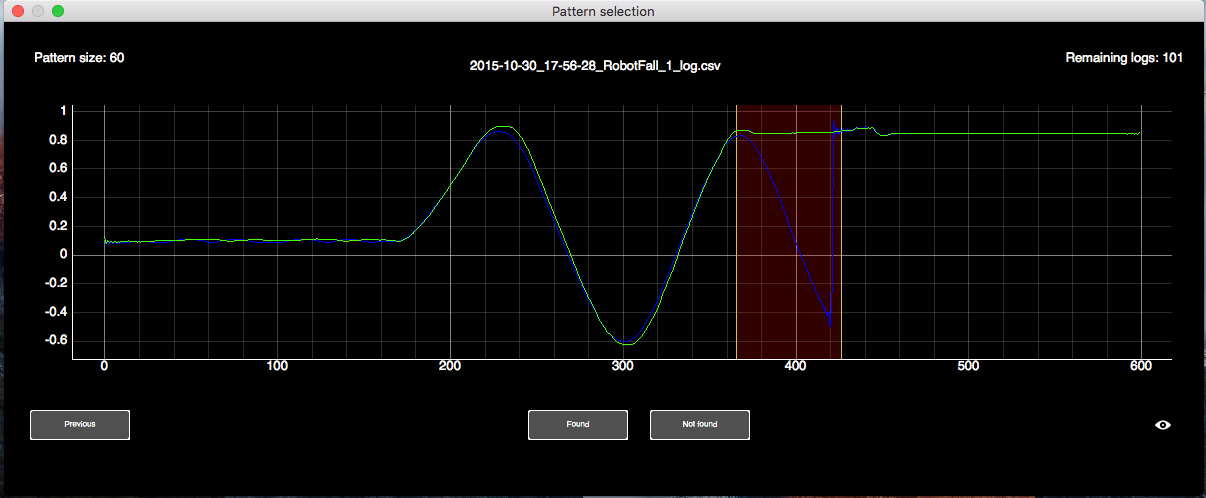 Pattern selection
Pattern size: 60
2015-10-30_17-56-28_RobotFall_1_log.csv
Remaining logs: 101
1
0.8
0.6
0.4
0.2
0
-0.2
-0.4
-0.6
0 100 200 300 400 500 600
Previous
Found
Not found